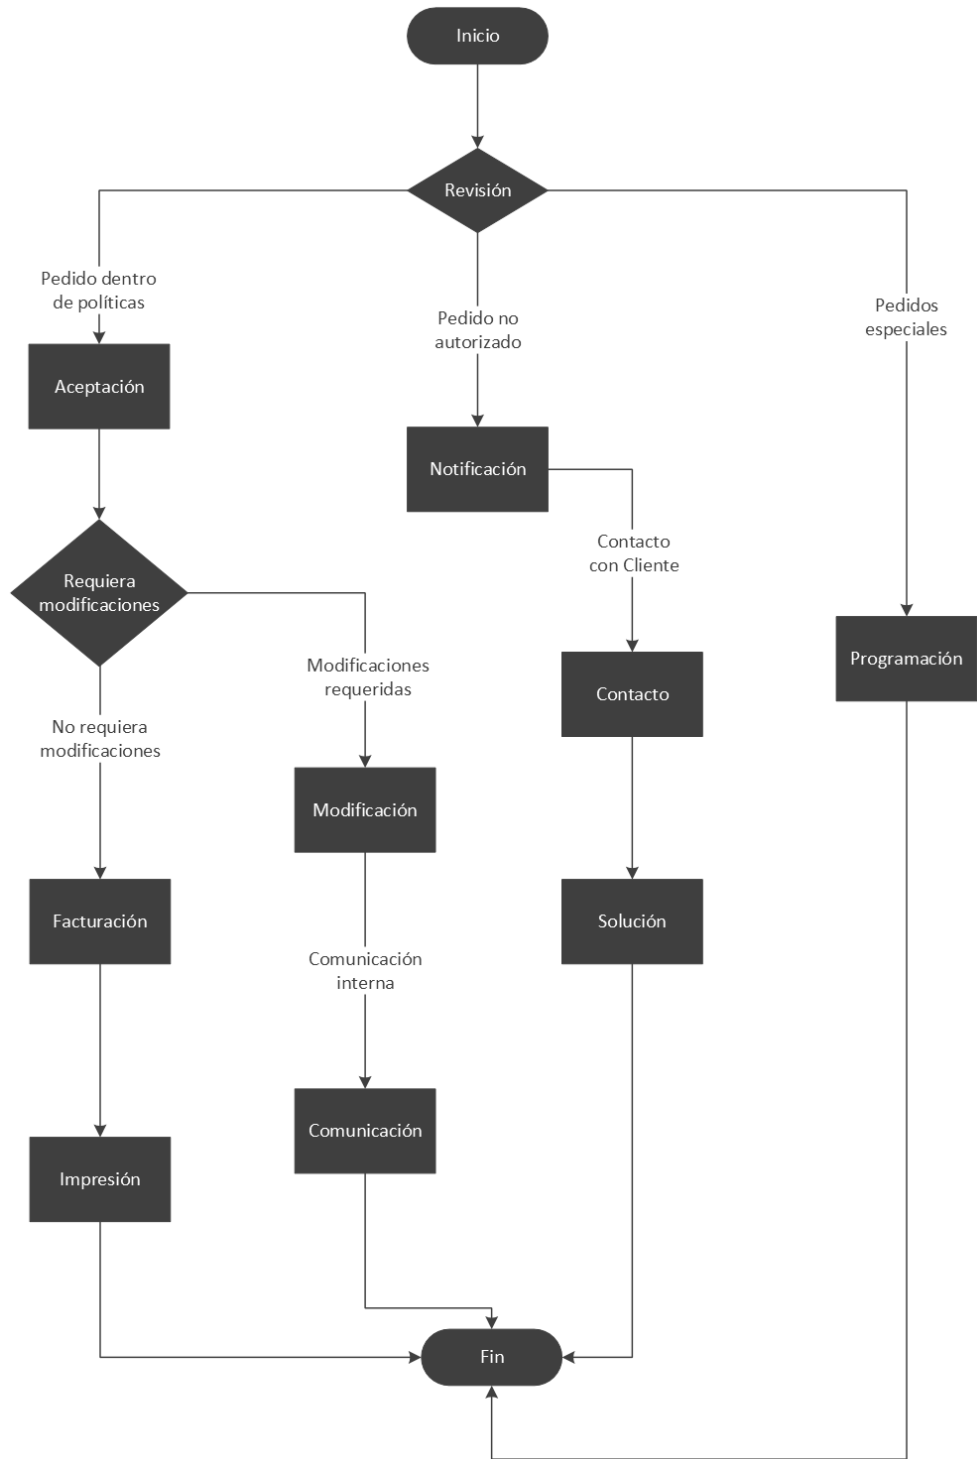 Inicio
Revisión
Pedido dentro
de políticas
Pedido no
autorizado
Pedidos
especiales
Aceptación
Notificación
Contacto
con Cliente
Requiera
modificaciones
Modificaciones
requeridas
Programación
Contacto
No requiera
modificaciones
Modificación
Facturación
Solución
Comunicación
interna
Comunicación
Impresión
Fin